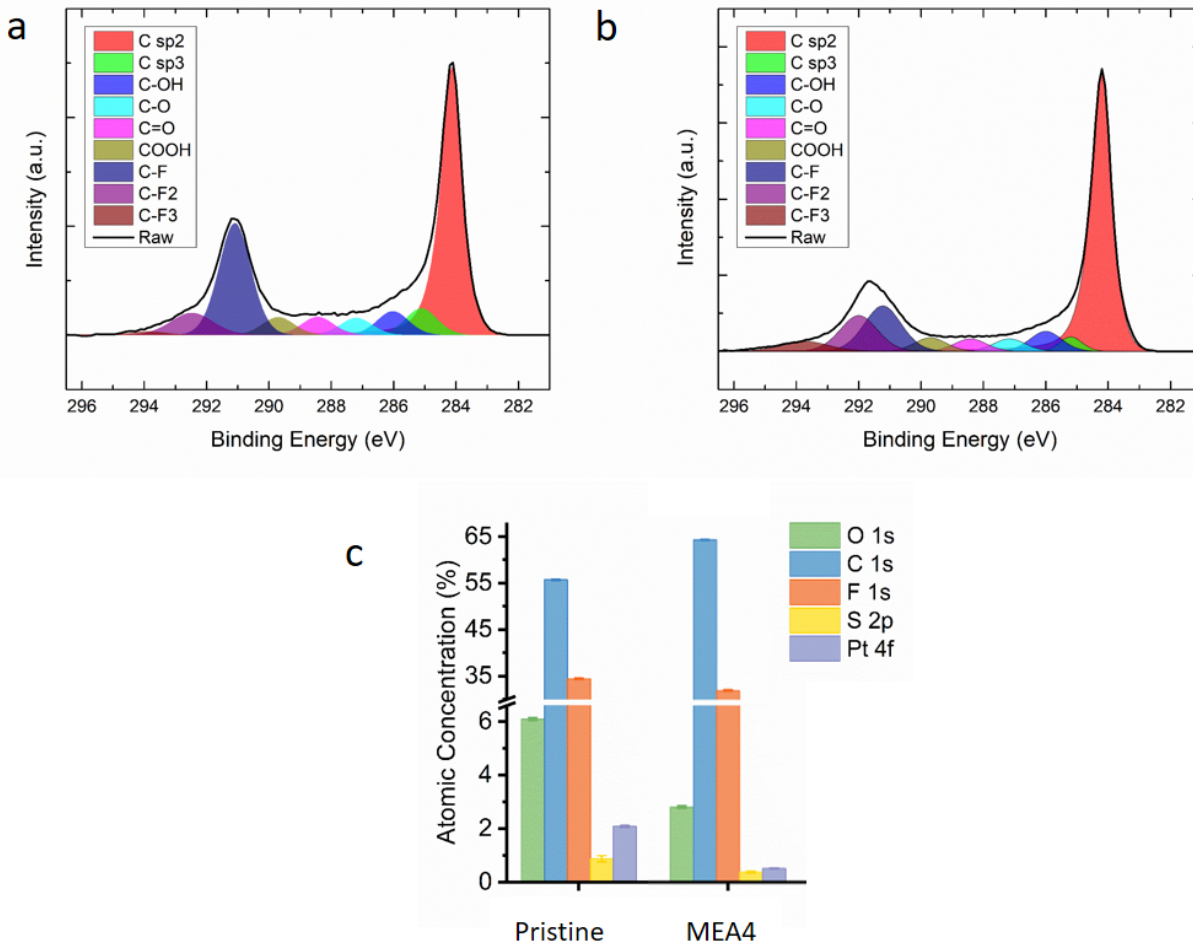 a
C sp2
C sp3
C-OH
C-O
C=O
COOH
C-F
C-F2
C-F3
Raw
Intensity (a.u.)
296 294 292 290 288 286 284 282
Binding Energy (eV)
b
C sp2
C sp3
C-OH
C-O
C=O
COOH
C-F
C-F2
C-F3
Raw
Intensity (a.u.)
296 294 292 290 288 286 284 282
Binding Energy (eV)
c
Atomic Concentration (%)
65
55
45
35
6
4
2
0
O 1s
C 1s
F 1s
S 2p
Pt 4f
Pristine MEA4